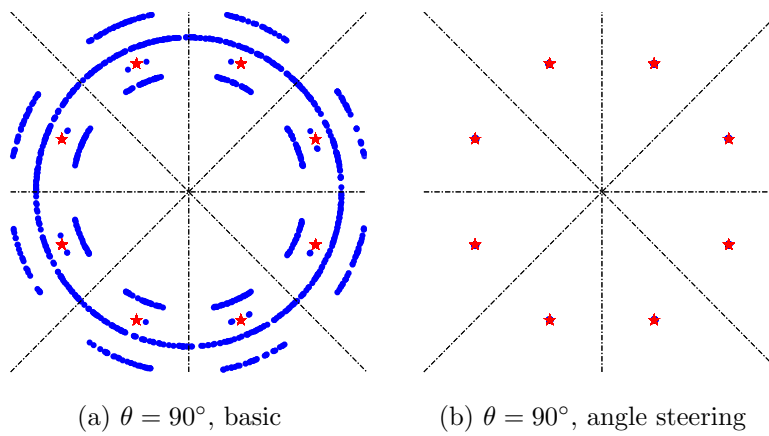 (a) θ = 90°, basic
(b) θ = 90°, angle steering